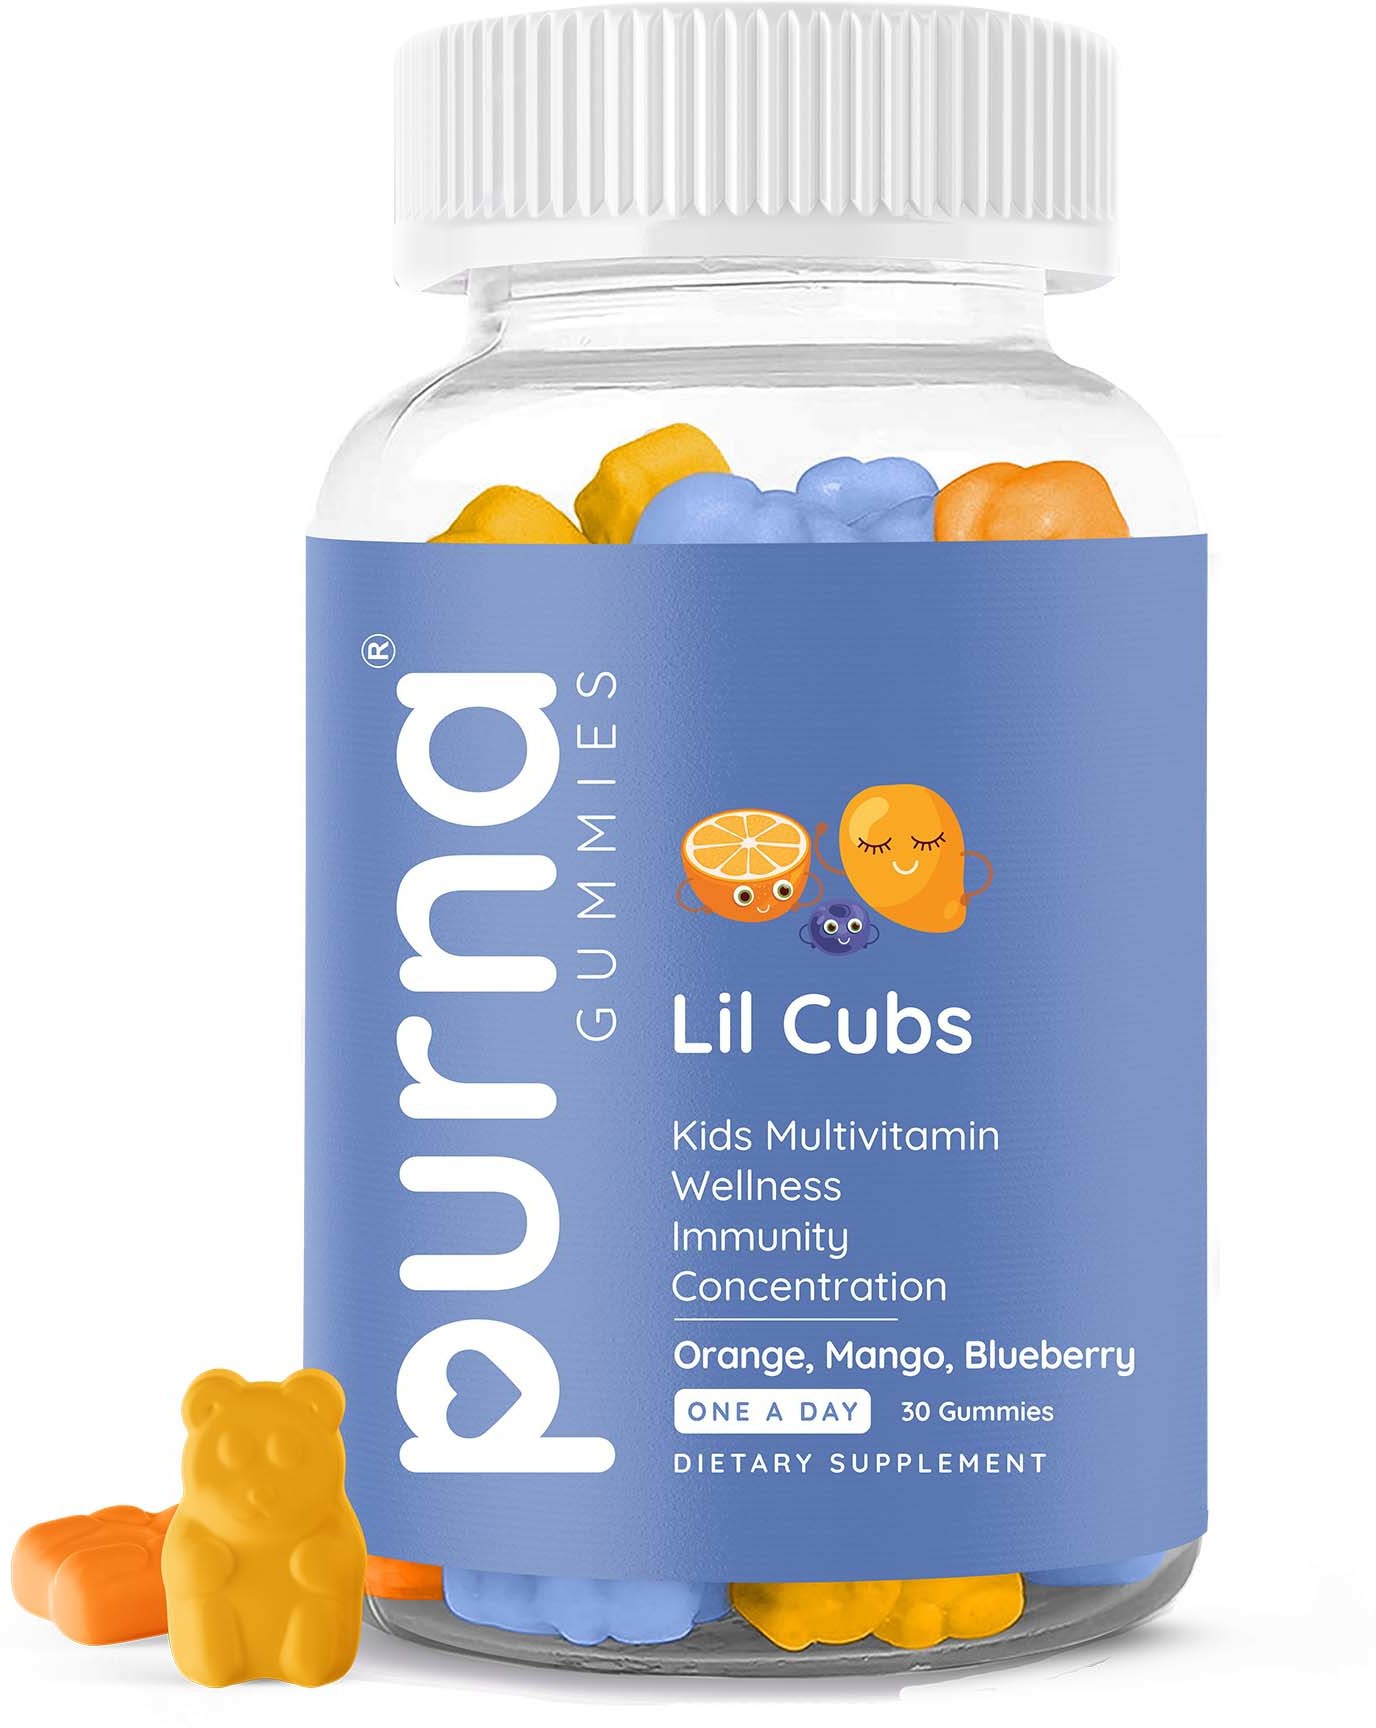 purna®
GUMMIES
Lil Cubs
Kids Multivitamin
Wellness
Immunity
Concentration
Orange, Mango, Blueberry
ONE A DAY 30 Gummies
DIETARY SUPPLEMENT